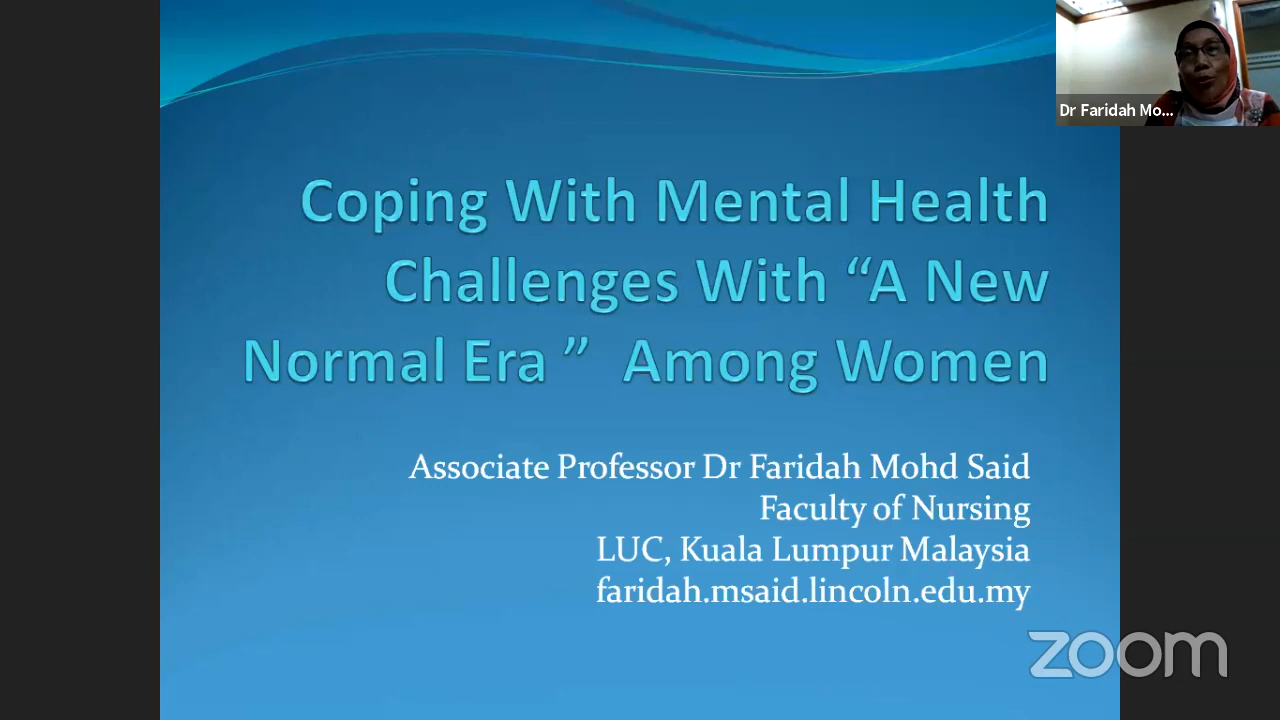 Dr Faridah Mo...
Coping With Mental Health
Challenges With “A New
Normal Era ” Among Women
Associate Professor Dr Faridah Mohd Said
Faculty of Nursing
LUC, Kuala Lumpur Malaysia
faridah.msaid.lincoln.edu.my
zoom